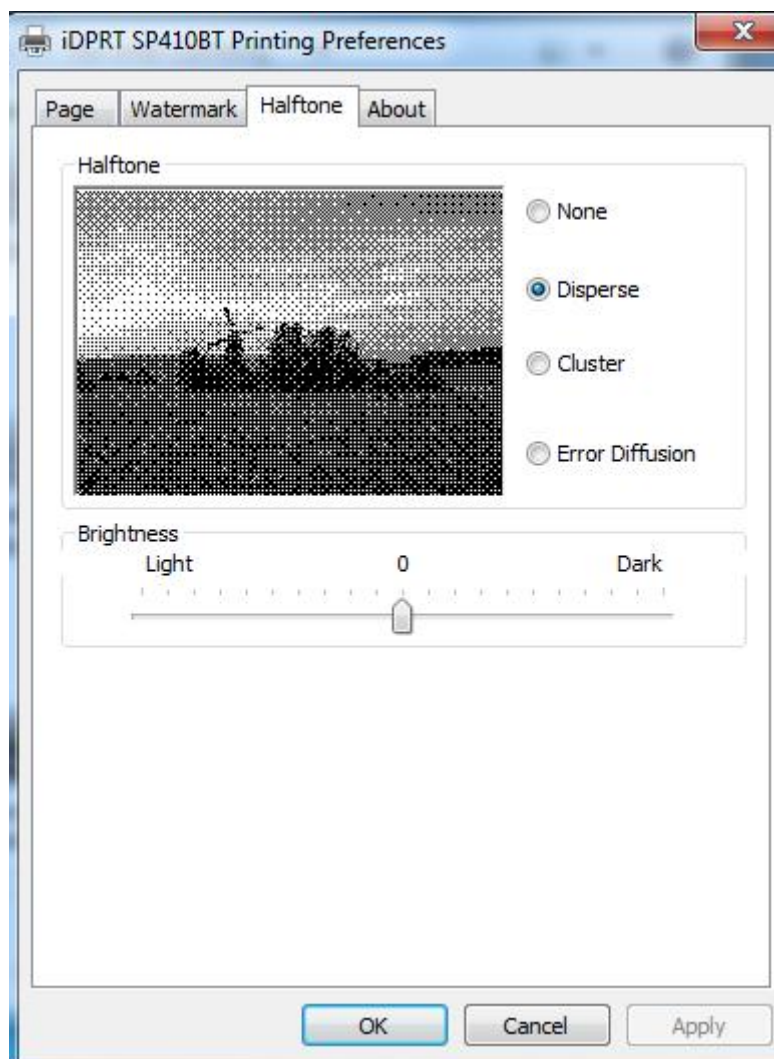 iDPRT SP410BT Printing Preferences
Page Watermark Halftone About
Halftone
None
Disperse
Cluster
Error Diffusion
Brightness
Light 0 Dark
OK Cancel Apply